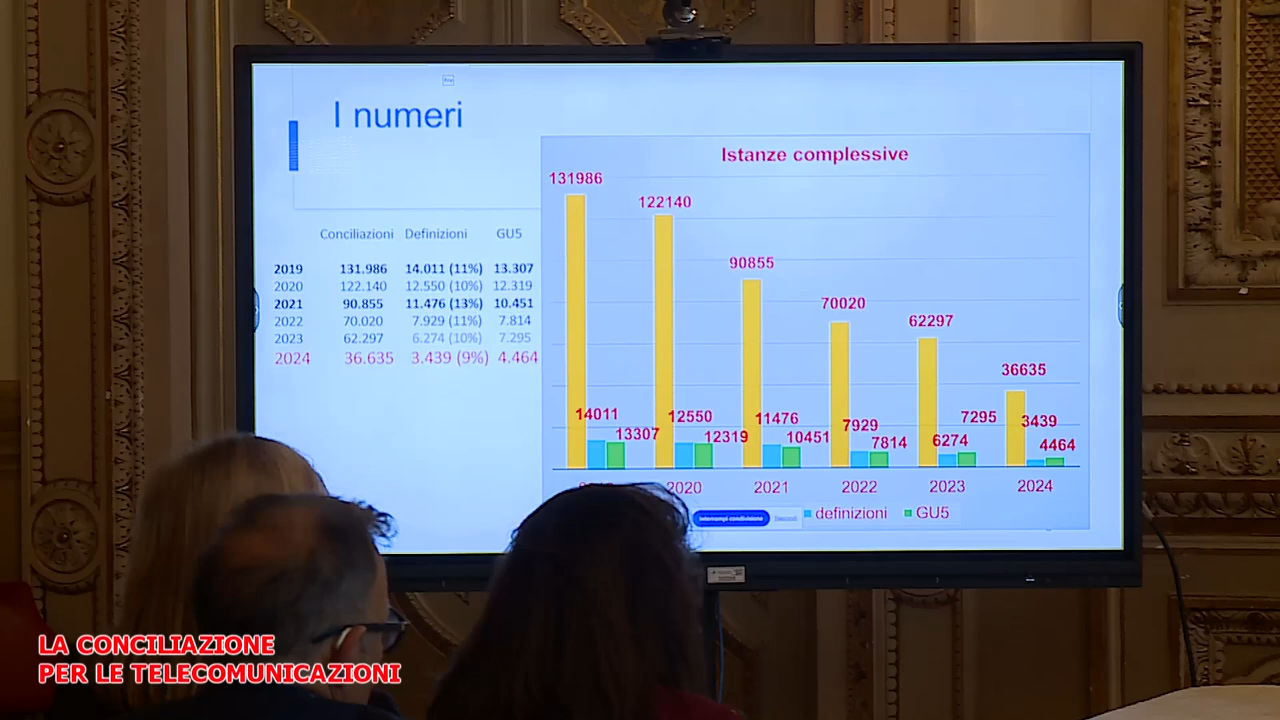 I numeri
Conciliazioni Definizioni GU5
2019 131.986 14.011 (11%) 13.307
2020 122.140 12.550 (10%) 12.319
2021 90.855 11.476 (13%) 10.451
2022 70.020 7.929 (11%) 7.814
2023 62.297 6.274 (10%) 7.295
2024 36.635 3.439 (9%) 4.464
Istanze complessive
131986
122140
90855
70020
62297
36635
14011
13307
12550
12319
11476
10451
7929
7814
6274
7295
3439
4464
2020 2021 2022 2023 2024
Interrompi condivisione
definizioni GU5
LA CONCILIAZIONE
PER LE TELECOMUNICAZIONI